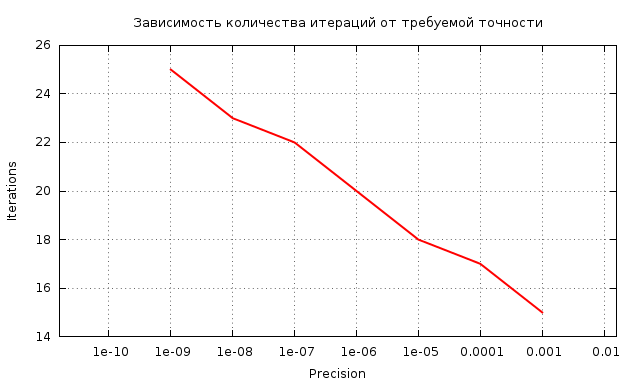 Зависимость количества итераций от требуемой точности
26
24
22
20
18
16
14
Iterations
1e-10 1e-09 1e-08 1e-07 1e-06 1e-05 0.0001 0.001 0.01
Precision